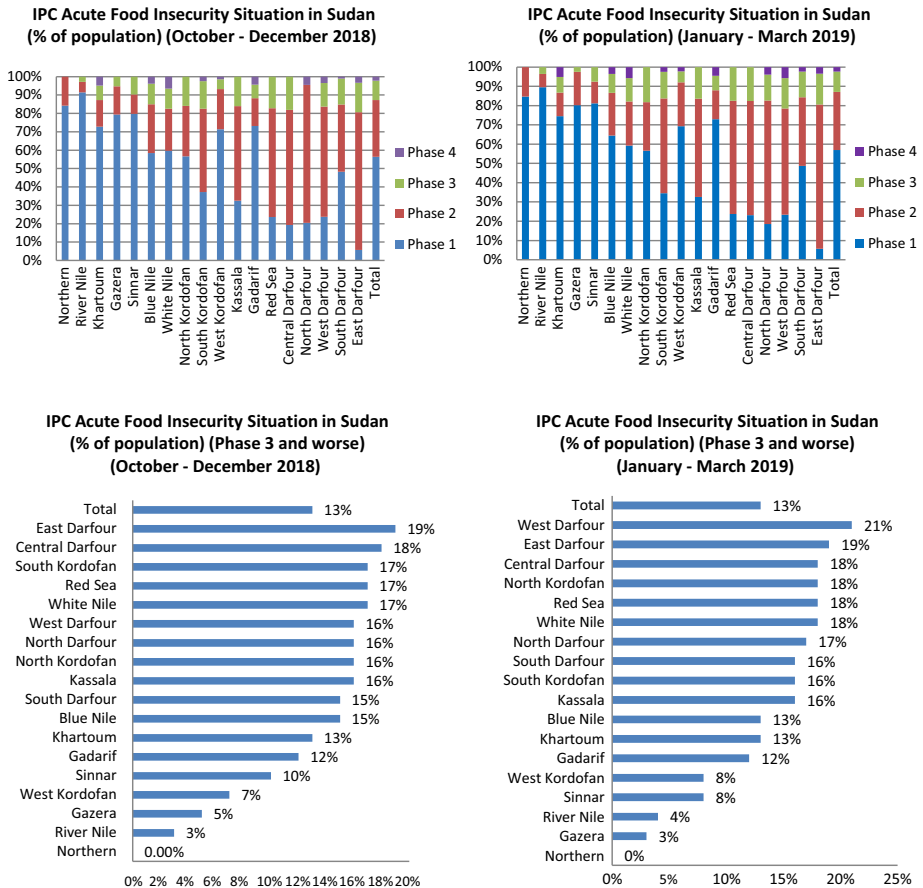 IPC Acute Food Insecurity Situation in Sudan
(% of population) (October - December 2018)
100%
90%
80%
70%
60%
50%
40%
30%
20%
10%
0%
Northern
River Nile
Khartoum
Gazera
Sinnar
Blue Nile
White Nile
North Kordofan
South Kordofan
West Kordofan
Kassala
Gadarif
Red Sea
Central Darfour
North Darfour
West Darfour
South Darfour
East Darfour
Total
Phase 4
Phase 3
Phase 2
Phase 1
IPC Acute Food Insecurity Situation in Sudan
(% of population) (January - March 2019)
100%
90%
80%
70%
60%
50%
40%
30%
20%
10%
0%
Northern
River Nile
Khartoum
Gazera
Sinnar
Blue Nile
White Nile
North Kordofan
South Kordofan
West Kordofan
Kassala
Gadarif
Red Sea
Central Darfour
North Darfour
West Darfour
South Darfour
East Darfour
Total
Phase 4
Phase 3
Phase 2
Phase 1
IPC Acute Food Insecurity Situation in Sudan
(% of population) (Phase 3 and worse)
(October - December 2018)
Total 13%
East Darfour 19%
Central Darfour 18%
South Kordofan 17%
Red Sea 17%
White Nile 17%
West Darfour 16%
North Darfour 16%
North Kordofan 16%
Kassala 16%
South Darfour 15%
Blue Nile 15%
Khartoum 13%
Gadarif 12%
Sinnar 10%
West Kordofan 7%
Gazera 5%
River Nile 3%
Northern 0.00%
0% 2% 4% 6% 8% 10% 12% 14% 16% 18% 20%
IPC Acute Food Insecurity Situation in Sudan
(% of population) (Phase 3 and worse)
(January - March 2019)
Total 13%
West Darfour 21%
East Darfour 19%
Central Darfour 18%
North Kordofan 18%
Red Sea 18%
White Nile 18%
North Darfour 17%
South Darfour 16%
South Kordofan 16%
Kassala 16%
Blue Nile 13%
Khartoum 13%
Gadarif 12%
West Kordofan 8%
Sinnar 8%
River Nile 4%
Gazera 3%
Northern 0%
0% 5% 10% 15% 20% 25%